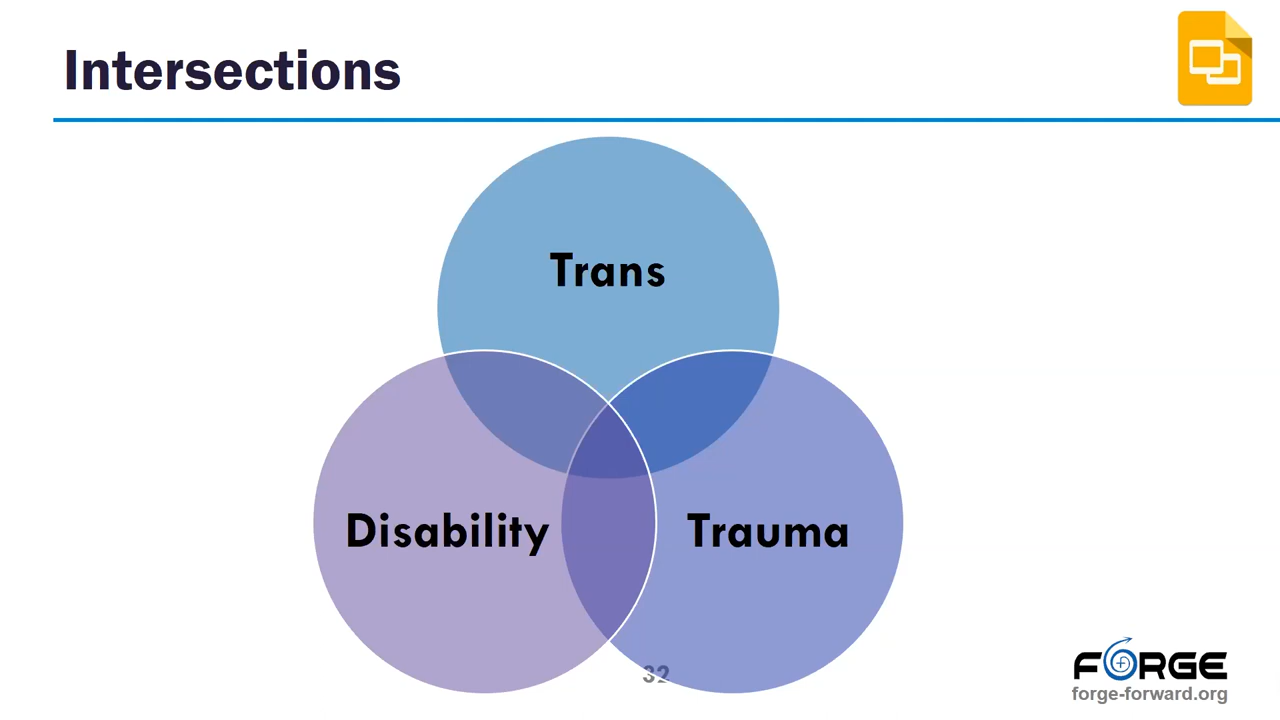 Intersections
Trans
Disability
Trauma
32
FORGE
forge-forward.org